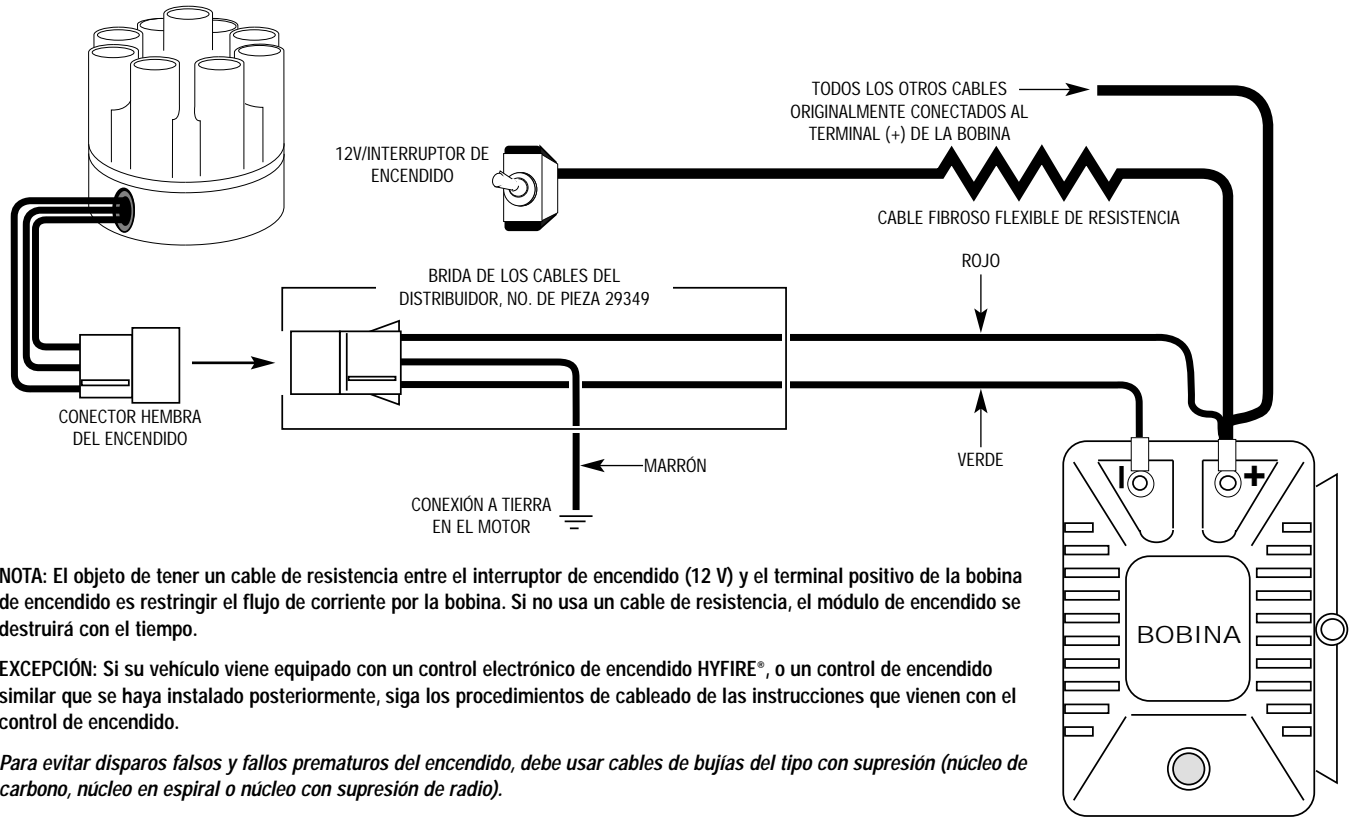 TODOS LOS OTROS CABLES
ORIGINALMENTE CONECTADOS AL
TERMINAL (+) DE LA BOBINA
12V/INTERRUPTOR DE
ENCENDIDO
CABLE FIBROSO FLEXIBLE DE RESISTENCIA
ROJO
BRIDA DE LOS CABLES DEL
DISTRIBUIDOR, NO. DE PIEZA 29349
CONECTOR HEMBRA
DEL ENCENDIDO
MARRÓN
VERDE
CONEXIÓN A TIERRA
EN EL MOTOR
I +
BOBINA
NOTA: El objeto de tener un cable de resistencia entre el interruptor de encendido (12 V) y el terminal positivo de la bobina
de encendido es restringir el flujo de corriente por la bobina. Si no usa un cable de resistencia, el módulo de encendido se
destruirá con el tiempo.
EXCEPCIÓN: Si su vehículo viene equipado con un control electrónico de encendido HYFIRE®, o un control de encendido
similar que se haya instalado posteriormente, siga los procedimientos de cableado de las instrucciones que vienen con el
control de encendido.
Para evitar disparos falsos y fallos prematuros del encendido, debe usar cables de bujías del tipo con supresión (núcleo de
carbono, núcleo en espiral o núcleo con supresión de radio).